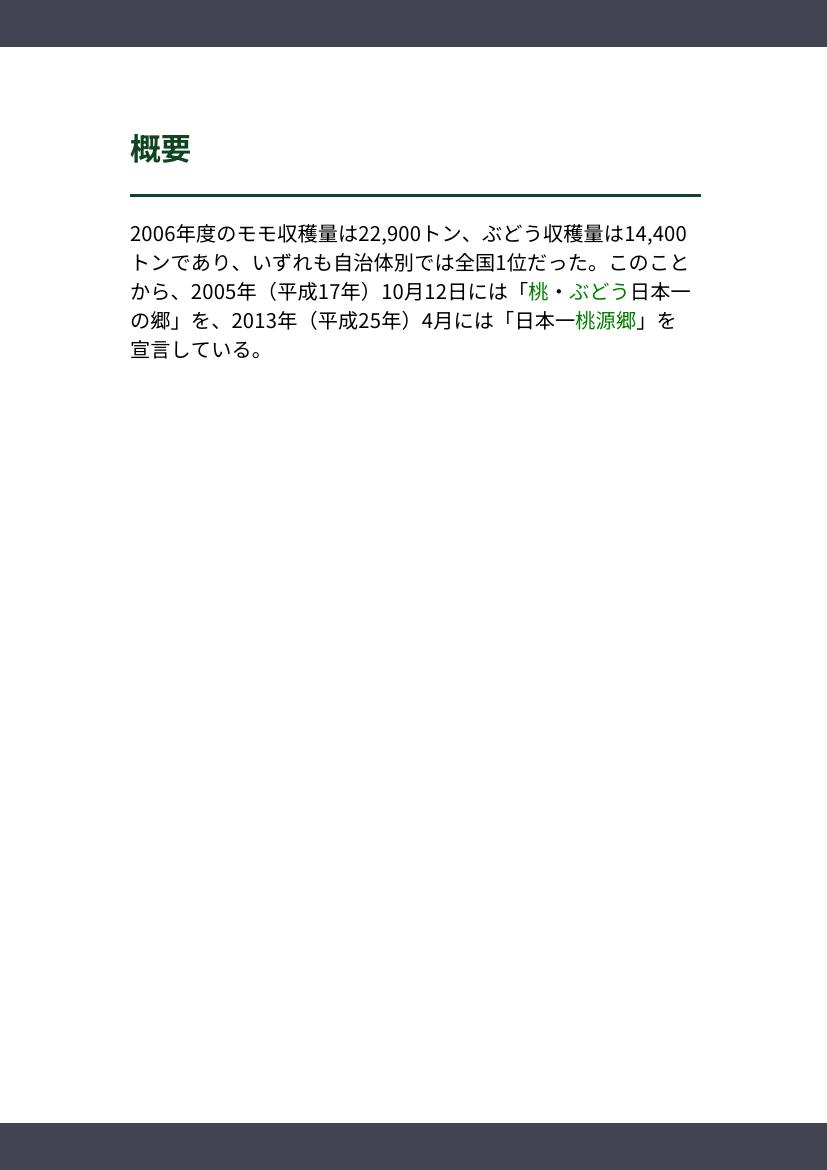 概要
2006年度のモモ収穫量は22,900トン、ぶどう収穫量は14,400
トンであり、いずれも自治体別では全国1位だった。このこと
から、2005年（平成17年）10月12日には「桃・ぶどう日本一
の郷」を、2013年（平成25年）4月には「日本一桃源郷」を
宣言している。